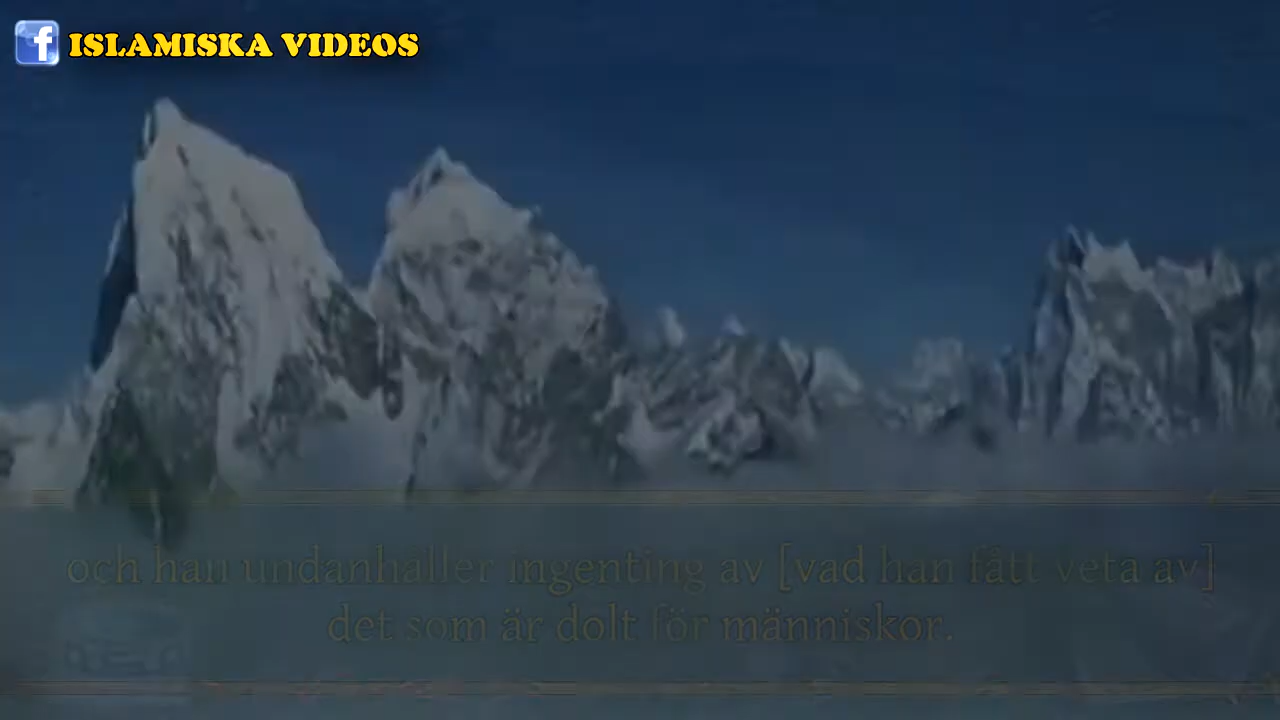 ISLAMISKA VIDEOS
och han undanhåller ingenting av [vad han fått veta av]
det som är dolt för människor.